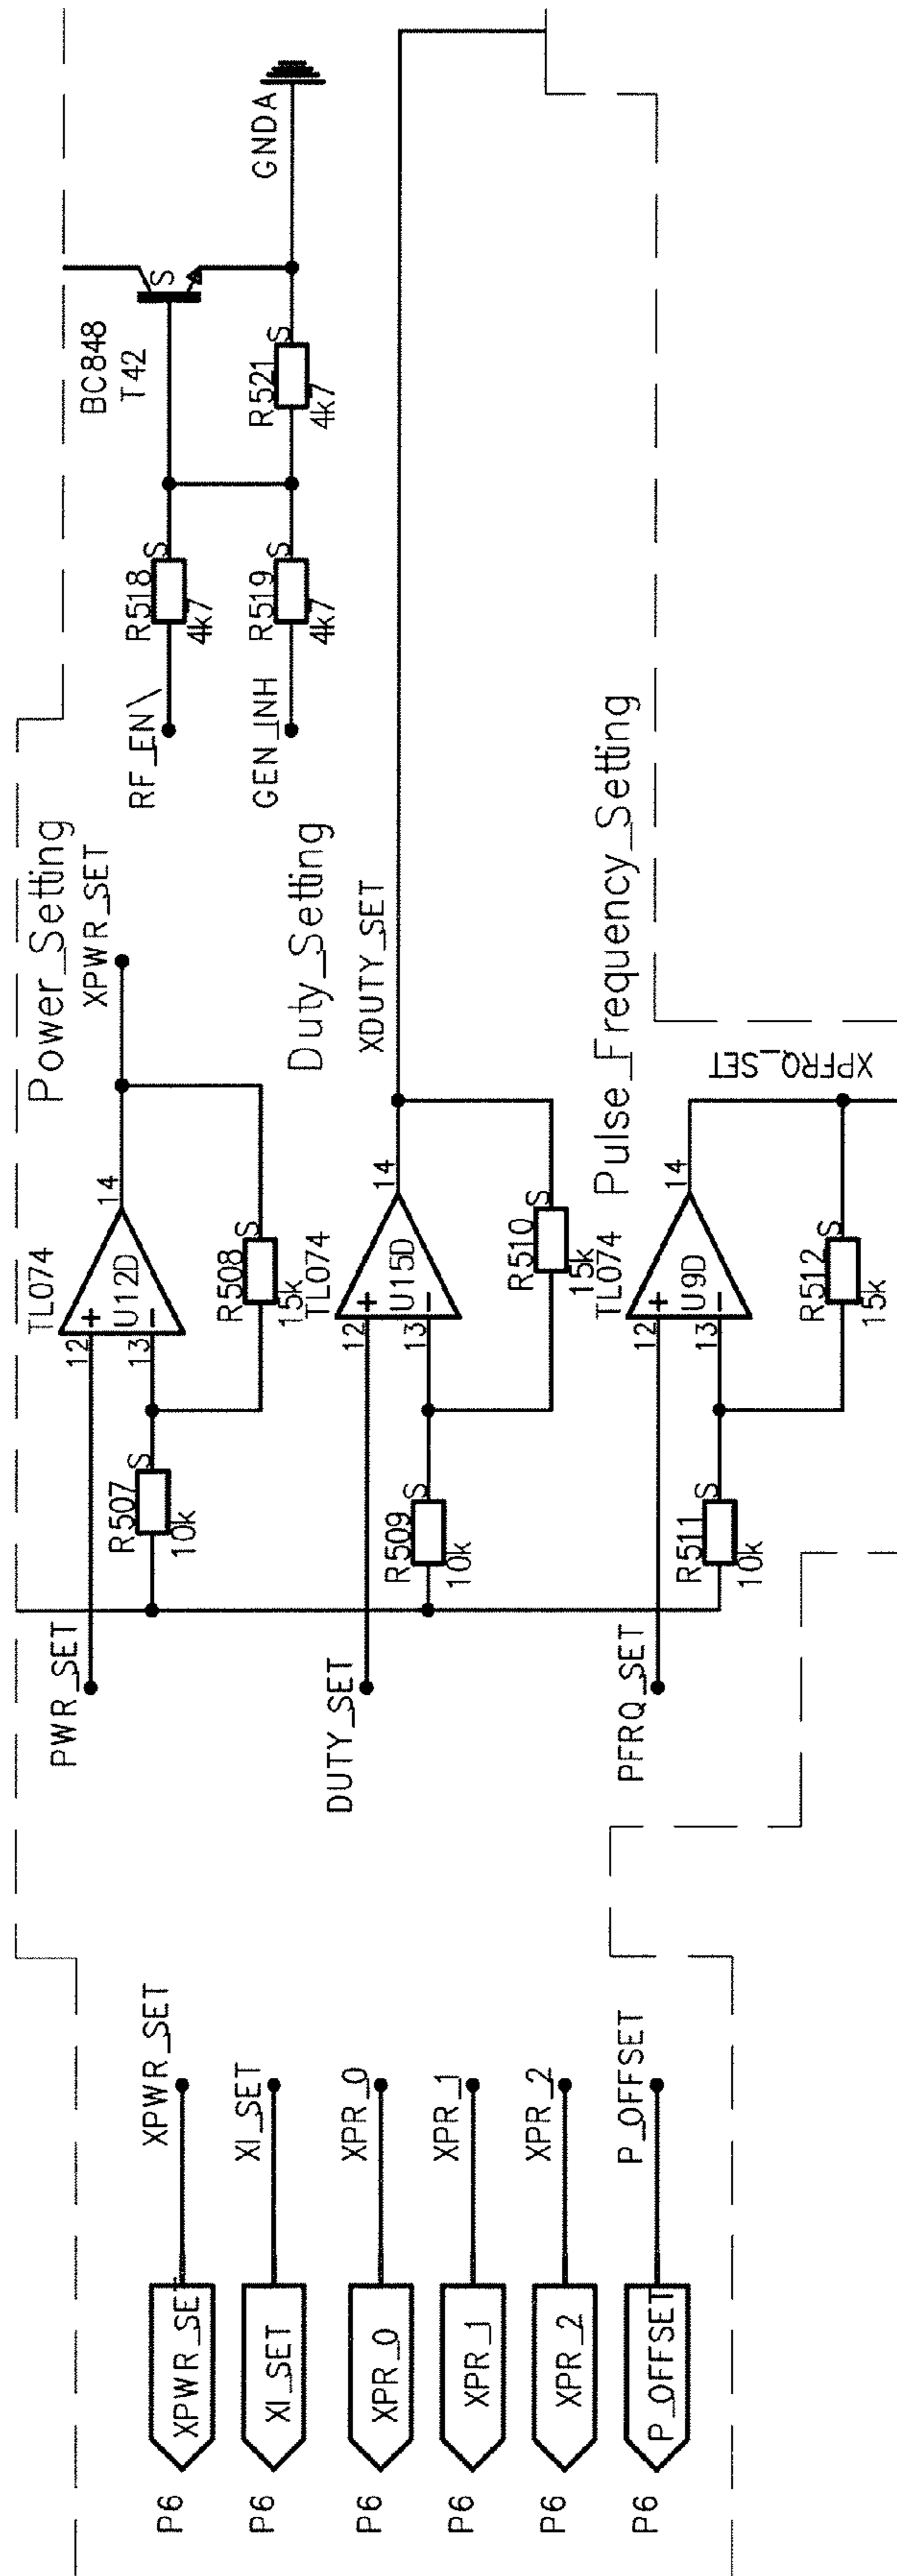 GNDA
BC848
T42
S
R521
S
4k7
R518
S
4k7
R519
S
4k7
RF_EN\
GEN_INH
Power_Setting
XPWR_SET
TL074
14
12
+
U12D
13
−
R508
S
15k
R507
S
10k
PWR_SET
Duty_Setting
XDUTY_SET
TL074
14
12
+
U15D
13
−
R510
S
15k
R509
S
10k
DUTY_SET
Pulse_Frequency_Setting
XPFRQ_SET
TL074
14
12
+
U9D
13
−
R512
S
15k
R511
S
10k
PFRQ_SET
XPWR_SET
XPWR_SET
P6
XI_SET
XI_SET
P6
XPR_0
XPR_0
P6
XPR_1
XPR_1
P6
XPR_2
XPR_2
P6
P_OFFSET
P_OFFSET
P6